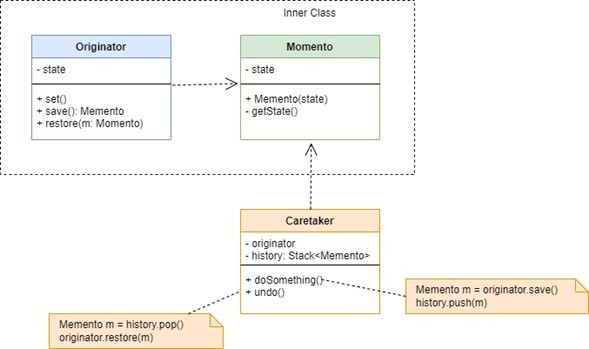 Inner Class
Originator
- state
+ set()
+ save(): Memento
+ restore(m: Momento)
Momento
- state
+ Memento(state)
- getState()
Caretaker
- originator
- history: Stack<Memento>
+ doSomething()
+ undo()
Memento m = originator.save()
history.push(m)
Memento m = history.pop()
originator.restore(m)